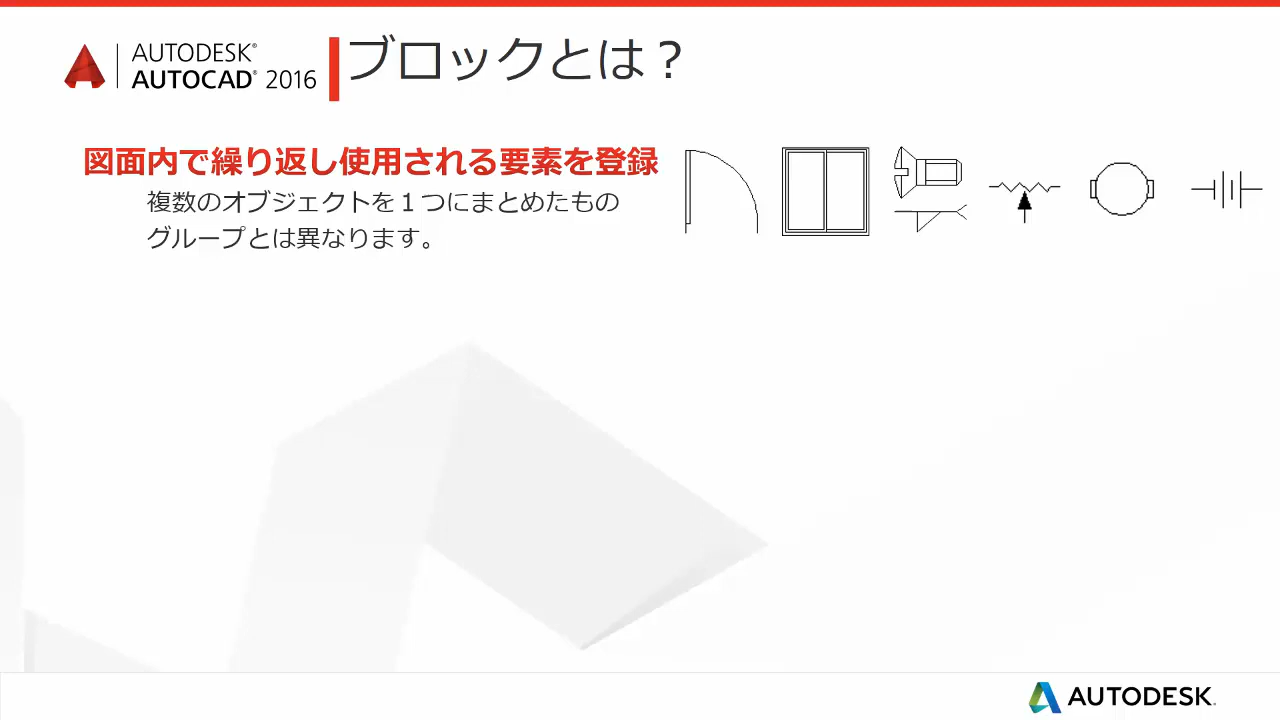 AUTODESK®
AUTOCAD® 2016
ブロックとは？
図面内で繰り返し使用される要素を登録
複数のオブジェクトを１つにまとめたもの
グループとは異なります。
AUTODESK.